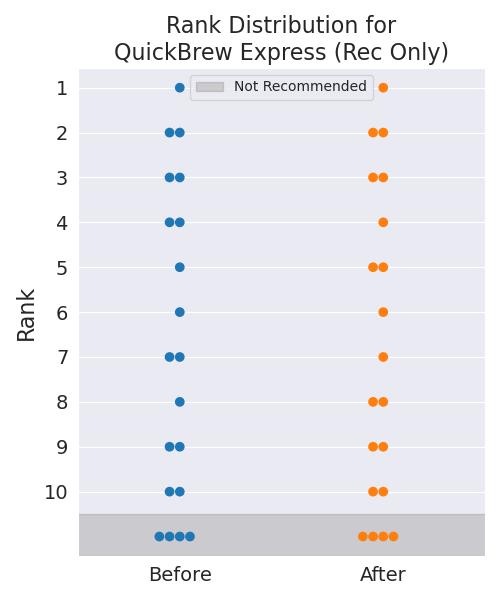 Rank Distribution for
QuickBrew Express (Rec Only)
Not Recommended
1
2
3
4
5
6
7
8
9
10
Rank
Before After